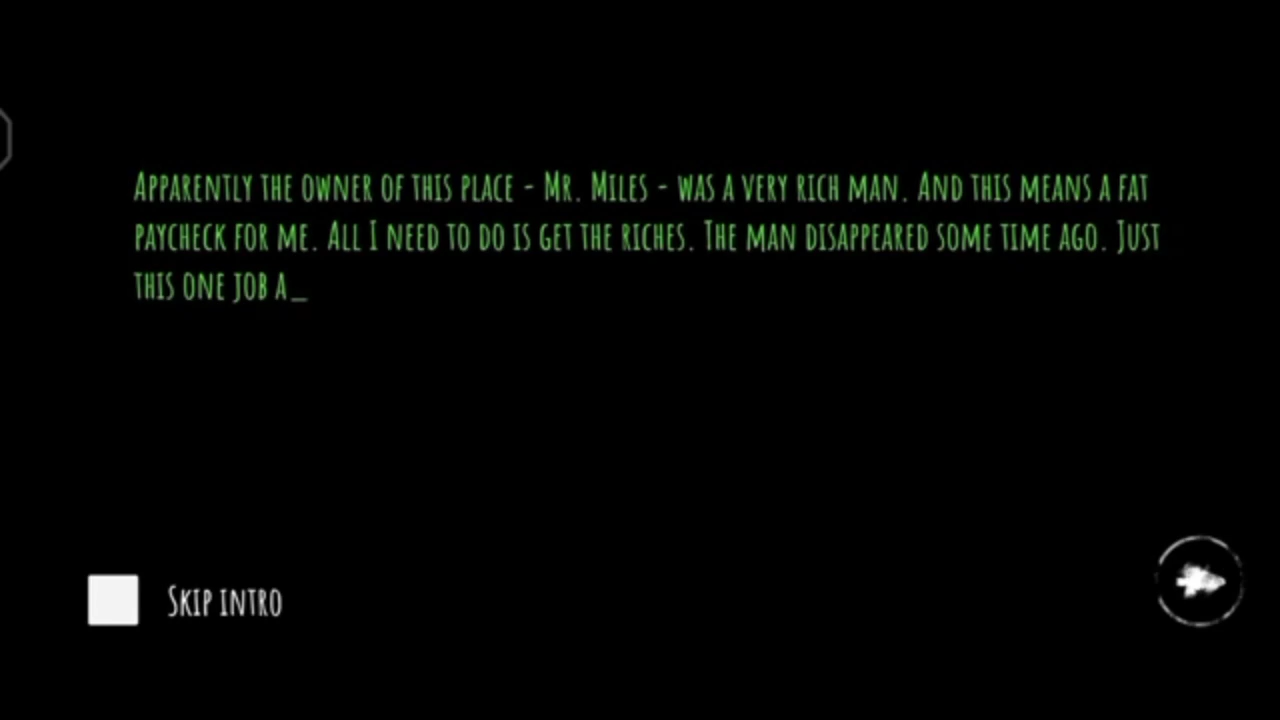 Apparently the owner of this place - Mr. Miles - was a very rich man. And this means a fat
paycheck for me. All I need to do is get the riches. The man disappeared some time ago. Just
this one job a_
Skip intro